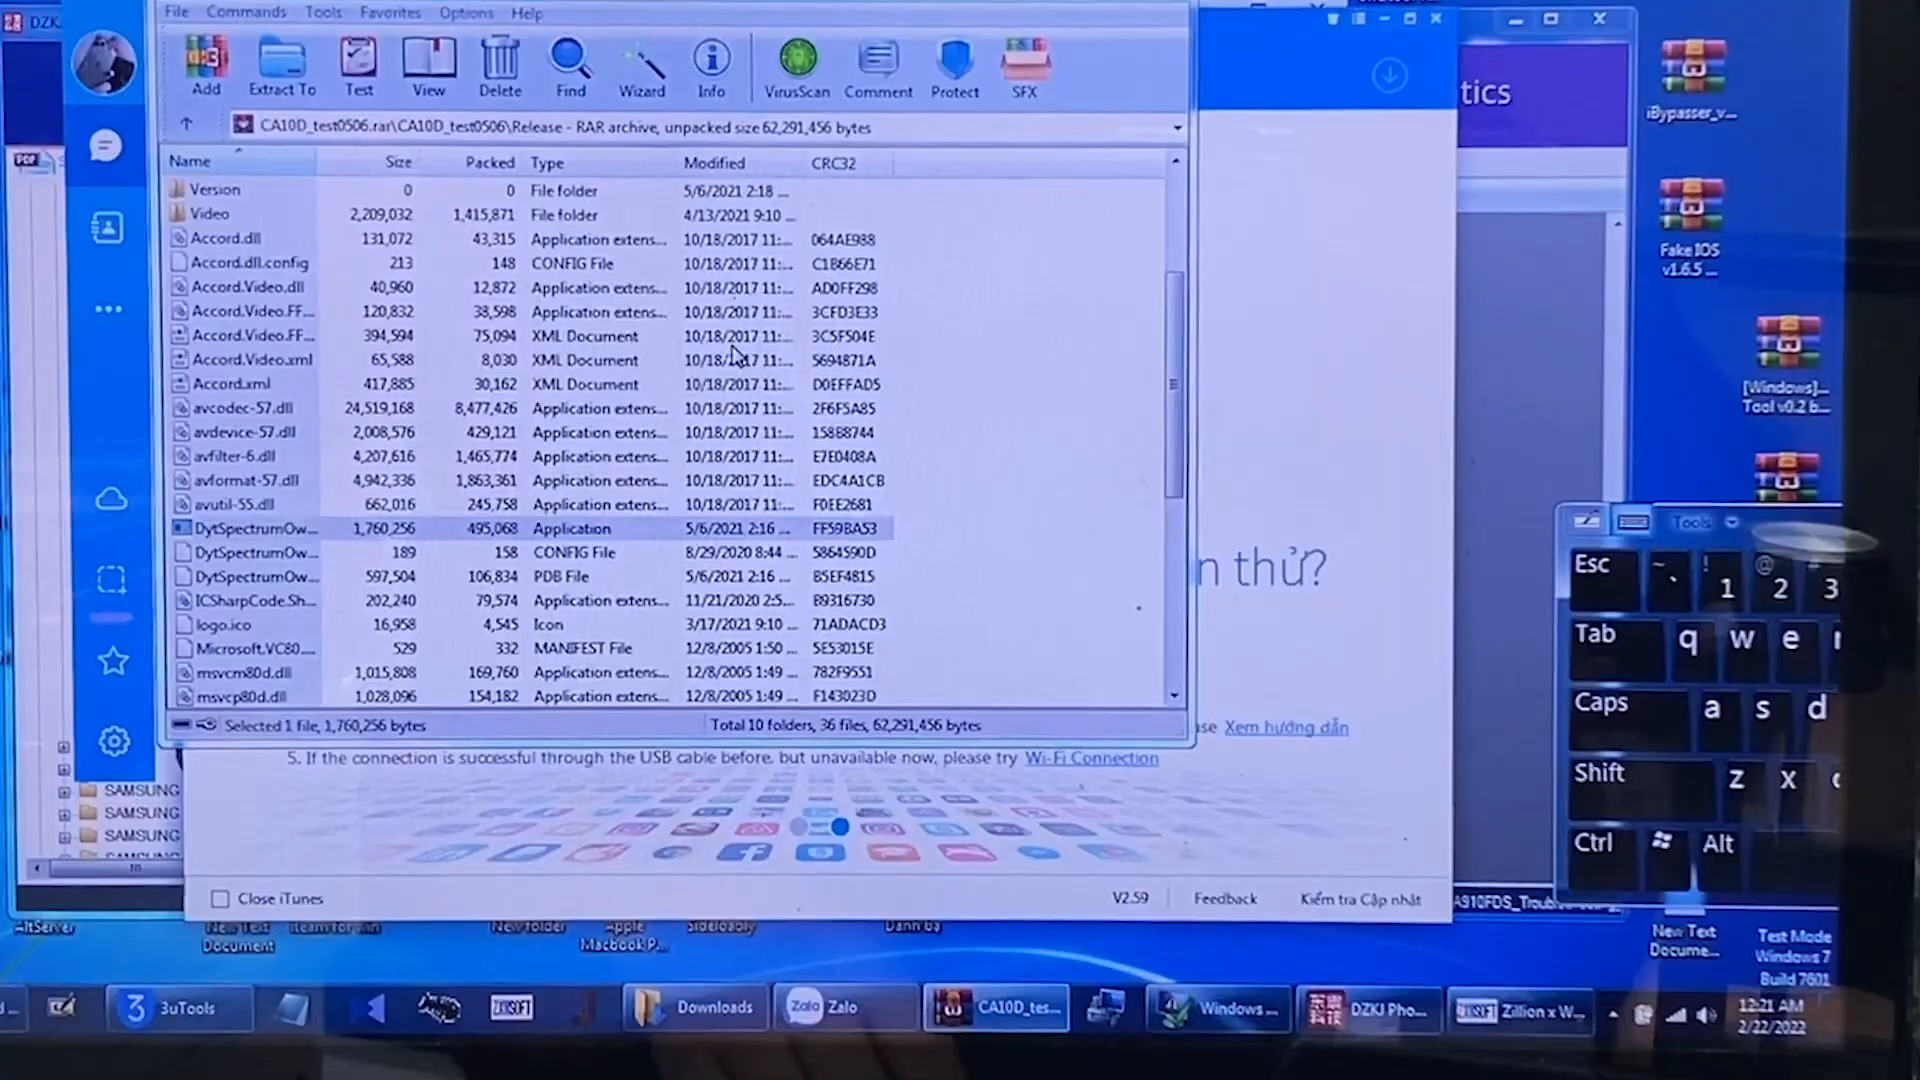 DZK
File Commands Tools Favorites Options Help
Add Extract To Test View Delete Find Wizard Info VirusScan Comment Protect SFX
tics
CA10D_test0506.rar\CA10D_test0506\Release - RAR archive, unpacked size 62,291,456 bytes
PDF
Name Size Packed Type Modified CRC32
Version 0 0 File folder 5/6/2021 2:18 ...
Video 2,209,032 1,415,871 File folder 4/13/2021 9:10 ...
Accord.dll 131,072 43,315 Application extens... 10/18/2017 11:... 064AE988
Accord.dll.config 213 148 CONFIG File 10/18/2017 11:... C1B66E71
Accord.Video.dll 40,960 12,872 Application extens... 10/18/2017 11:... AD0FF298
Accord.Video.FF... 120,832 38,598 Application extens... 10/18/2017 11:... 3CFD3E33
Accord.Video.FF... 394,594 75,094 XML Document 10/18/2017 11:... 3C5F504E
Accord.Video.xml 65,588 8,030 XML Document 10/18/2017 11:... 5694871A
Accord.xml 417,885 30,162 XML Document 10/18/2017 11:... D0EFFAD5
avcodec-57.dll 24,519,168 8,477,426 Application extens... 10/18/2017 11:... 2F6F5A85
avdevice-57.dll 2,008,576 429,121 Application extens... 10/18/2017 11:... 158B8744
avfilter-6.dll 4,207,616 1,465,774 Application extens... 10/18/2017 11:... E7E0408A
avformat-57.dll 4,942,336 1,863,361 Application extens... 10/18/2017 11:... EDC4A1CB
avutil-55.dll 662,016 245,758 Application extens... 10/18/2017 11:... F0EE2681
DytSpectrumOw... 1,760,256 495,068 Application 5/6/2021 2:16 ... FF59BA53
DytSpectrumOw... 189 158 CONFIG File 8/29/2020 8:44 ... 5864590D
DytSpectrumOw... 597,504 106,834 PDB File 5/6/2021 2:16 ... B5EF4815
ICSharpCode.Sh... 202,240 79,574 Application extens... 11/21/2020 2:5... B9316730
logo.ico 16,958 4,545 Icon 3/17/2021 9:10 ... 71ADACD3
Microsoft.VC80.... 529 332 MANIFEST File 12/8/2005 1:50 ... 5E53015E
msvcm80d.dll 1,015,808 169,760 Application extens... 12/8/2005 1:49 ... 782F9551
msvcp80d.dll 1,028,096 154,182 Application extens... 12/8/2005 1:49 ... F143023D
Selected 1 file, 1,760,256 bytes Total 10 folders, 36 files, 62,291,456 bytes
n thử?
Xem hướng dẫn
5. If the connection is successful through the USB cable before, but unavailable now, please try Wi-Fi Connection
SAMSUNG
SAMSUNG
SAMSUNG
Close iTunes V2.59 Feedback Kiểm tra Cập nhật
iBypasser_v...
Fake IOS
v1.6.5 ...
[Windows]...
Tool v0.2 b...
Tools
Esc ~ ` ! 1 @ 2 3
Tab q w e
Caps a s d
Shift z x
Ctrl Alt
AltServer
New Text
Document
New folder
Apple
Macbook P...
Sideloadly
Danh bạ
New Text
Docume...
Test Mode
Windows 7
Build 7601
3uTools
ZXWSOFT
Downloads
Zalo Zalo
CA10D_tes...
Windows ...
DZKJ Pho...
Zillion x W...
12:21 AM
2/22/2022